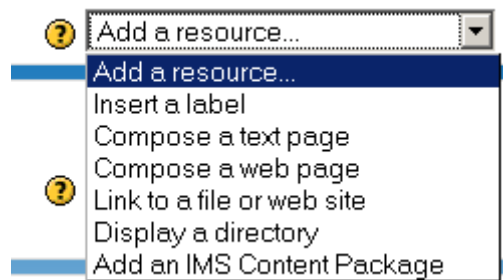 ? Add a resource...
Add a resource...
Insert a label
Compose a text page
Compose a web page
? Link to a file or web site
Display a directory
Add an IMS Content Package